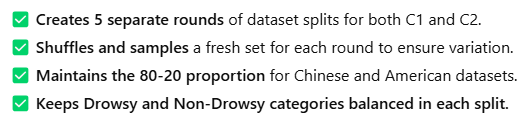 ✅ Creates 5 separate rounds of dataset splits for both C1 and C2.
✅ Shuffles and samples a fresh set for each round to ensure variation.
✅ Maintains the 80-20 proportion for Chinese and American datasets.
✅ Keeps Drowsy and Non-Drowsy categories balanced in each split.